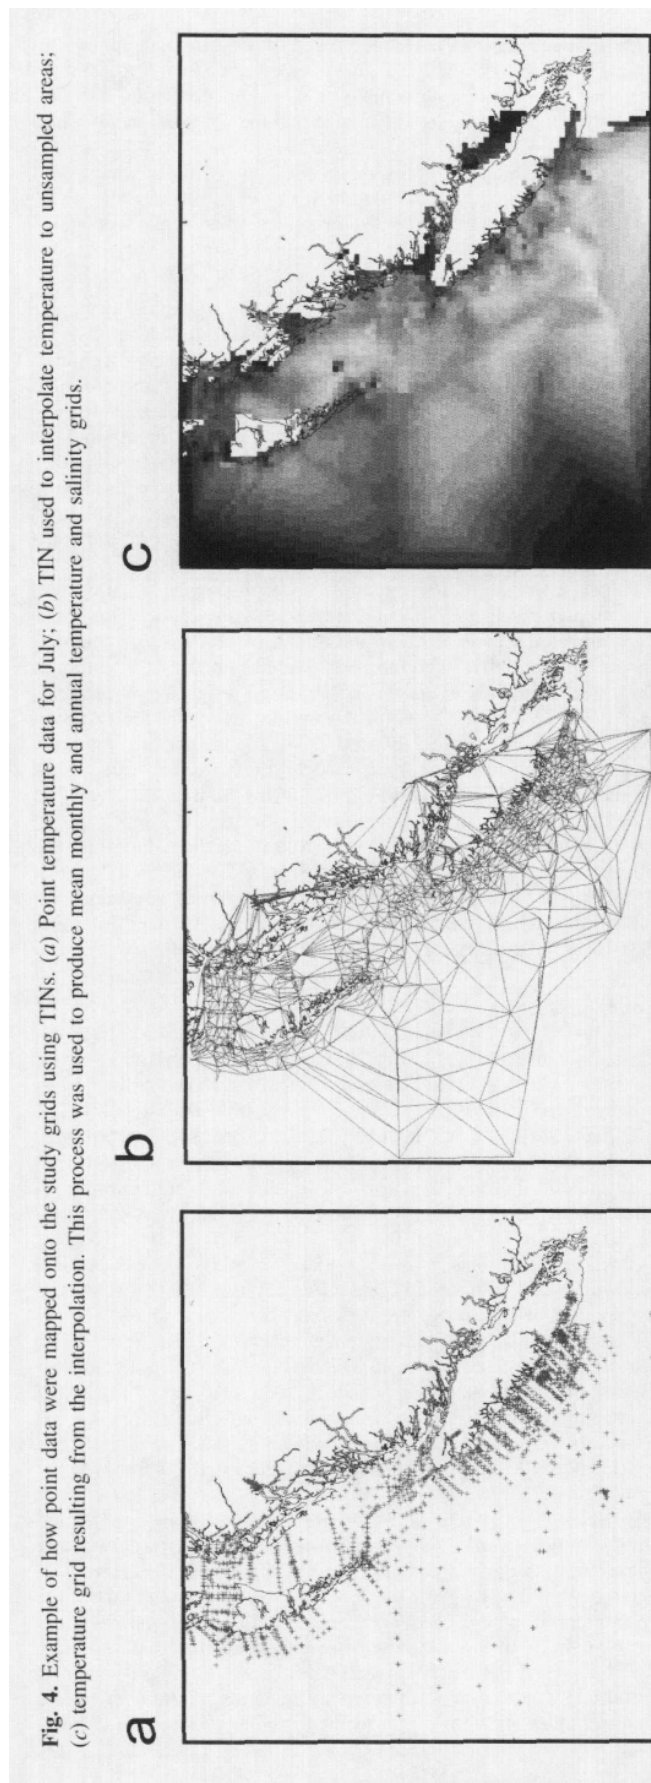 Fig. 4. Example of how point data were mapped onto the study grids using TINs. (a) Point temperature data for July; (b) TIN used to interpolate temperature to unsampled areas;
(c) temperature grid resulting from the interpolation. This process was used to produce mean monthly and annual temperature and salinity grids.
a
b
c